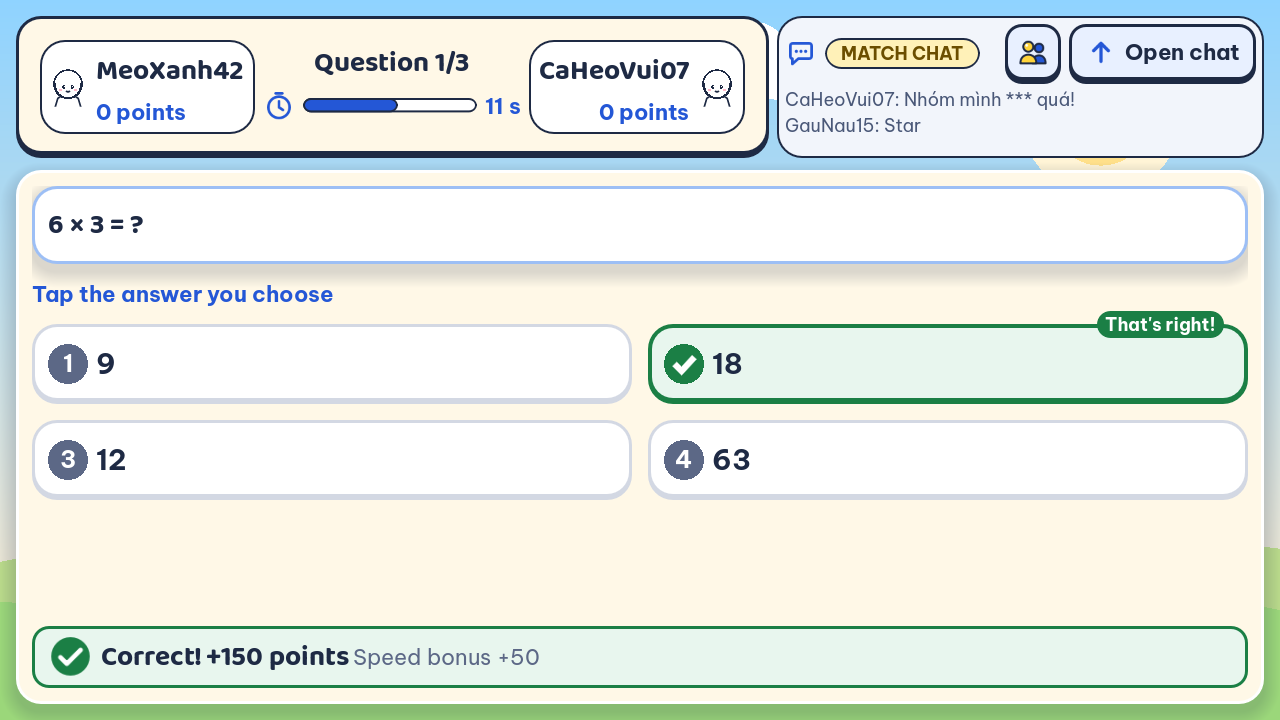 MeoXanh42
0 points
Question 1/3
11 s
CaHeoVui07
0 points
MATCH CHAT
Open chat
CaHeoVui07: Nhóm mình *** quá!
GauNau15: Star
6 × 3 = ?
Tap the answer you choose
1 9
That's right!
18
3 12
4 63
Correct! +150 points Speed bonus +50